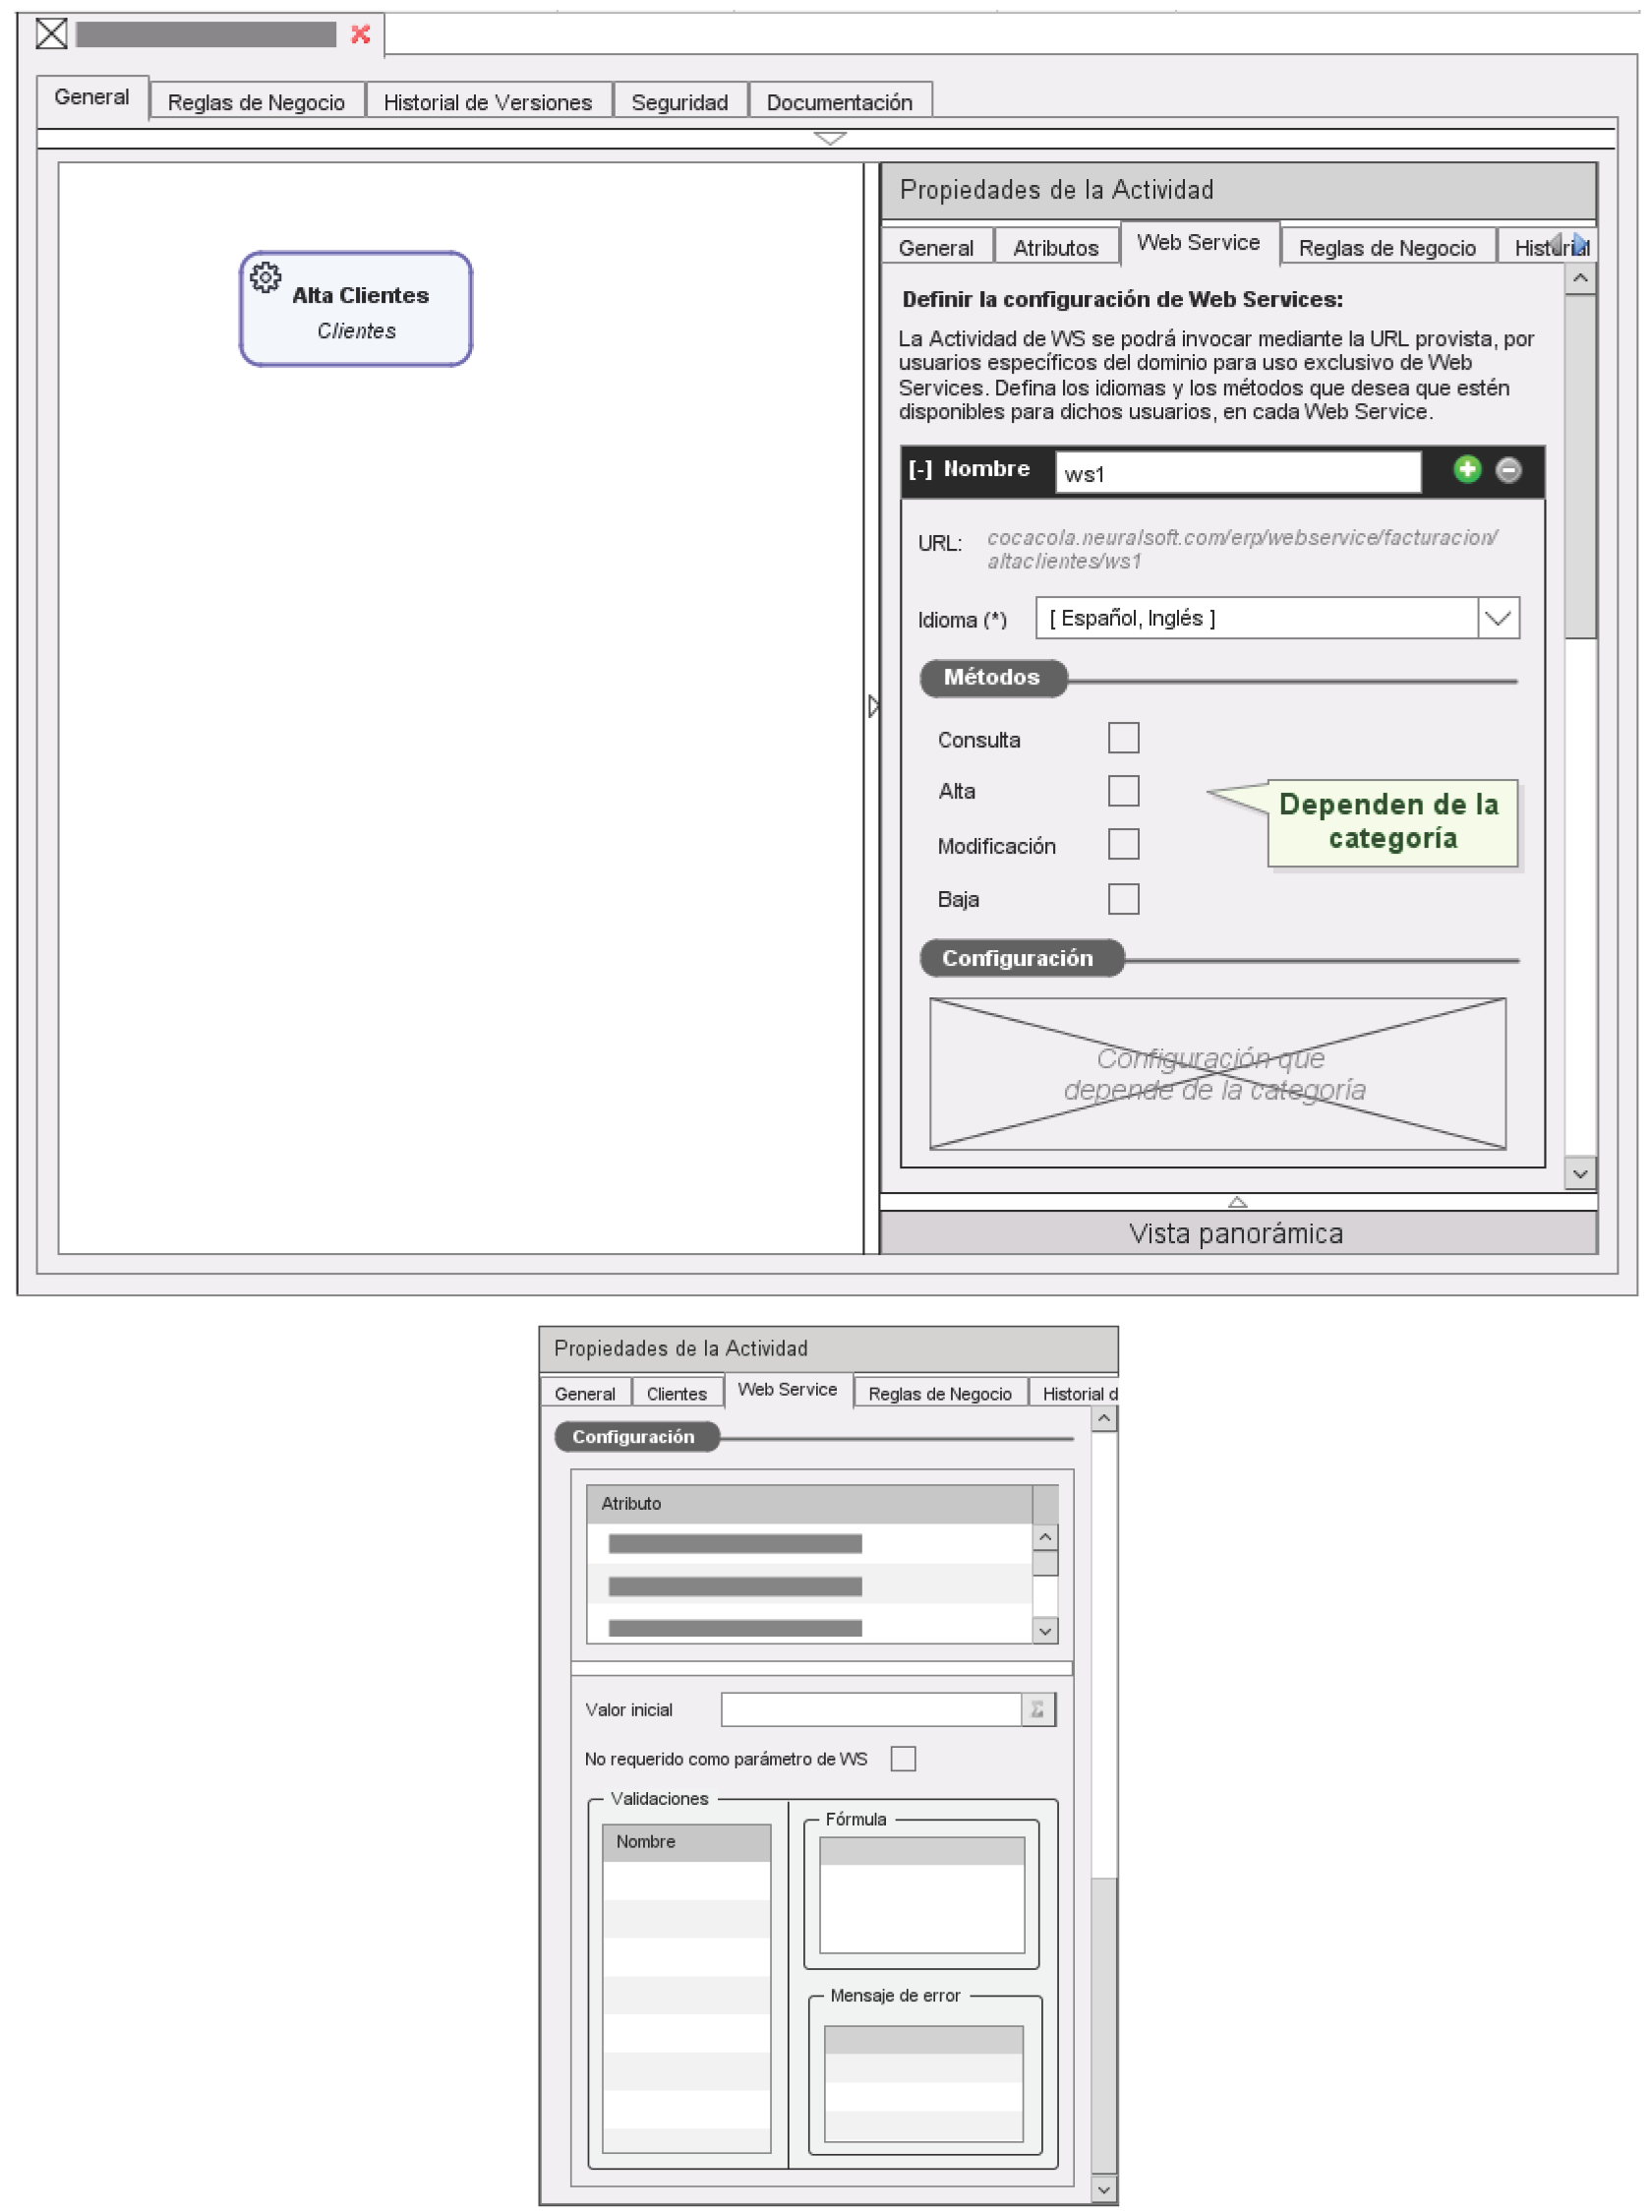 General
Reglas de Negocio
Historial de Versiones
Seguridad
Documentación
Alta Clientes
Clientes
Propiedades de la Actividad
General
Atributos
Web Service
Reglas de Negocio
Historial
Definir la configuración de Web Services:
La Actividad de WS se podrá invocar mediante la URL provista, por
usuarios específicos del dominio para uso exclusivo de Web
Services. Defina los idiomas y los métodos que desea que estén
disponibles para dichos usuarios, en cada Web Service.
[-] Nombre
ws1
URL:
cocacola.neuralsoft.com/erp/webservice/facturacion/
altaclientes/ws1
Idioma (*)
[ Español, Inglés ]
Métodos
Consulta
Alta
Modificación
Baja
Dependen de la
categoría
Configuración
Configuración que
depende de la categoría
Vista panorámica
Propiedades de la Actividad
General
Clientes
Web Service
Reglas de Negocio
Historial d
Configuración
Atributo
Valor inicial
Σ
No requerido como parámetro de WS
Validaciones
Nombre
Fórmula
Mensaje de error